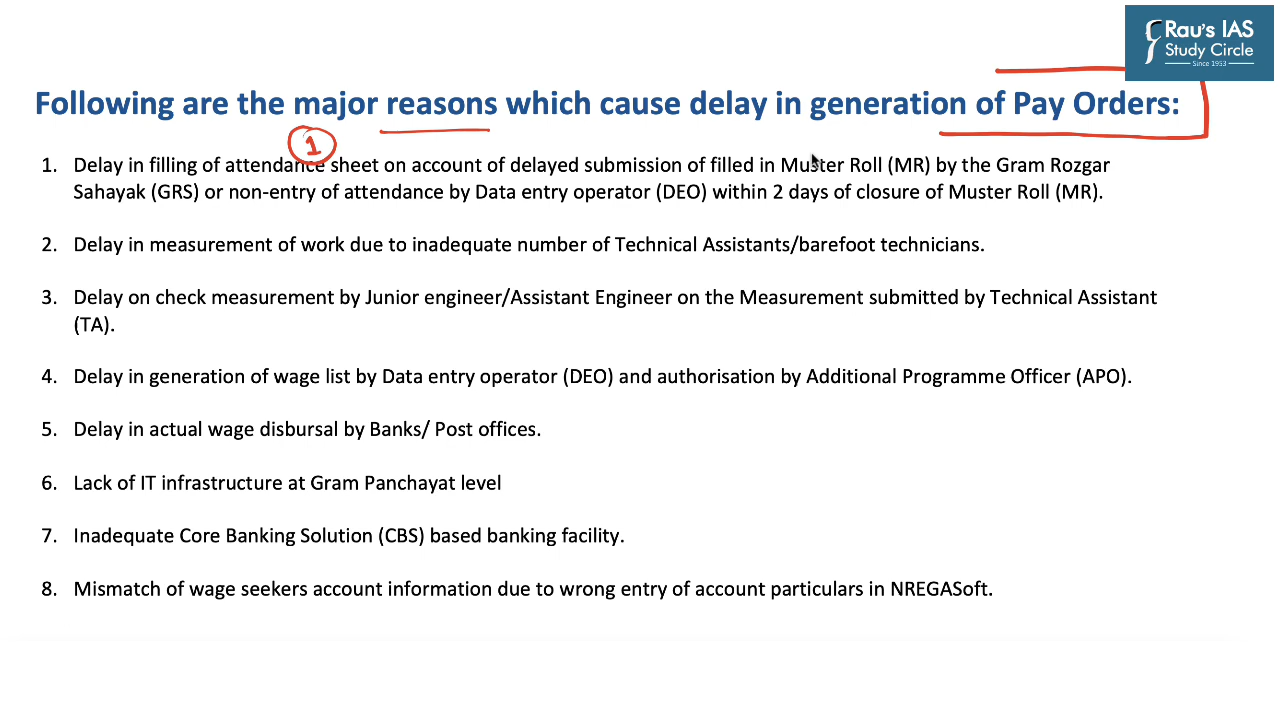 Rau's IAS
Study Circle
Since 1953
Following are the major reasons which cause delay in generation of Pay Orders:
1
1. Delay in filling of attendance sheet on account of delayed submission of filled in Muster Roll (MR) by the Gram Rozgar
Sahayak (GRS) or non-entry of attendance by Data entry operator (DEO) within 2 days of closure of Muster Roll (MR).
2. Delay in measurement of work due to inadequate number of Technical Assistants/barefoot technicians.
3. Delay on check measurement by Junior engineer/Assistant Engineer on the Measurement submitted by Technical Assistant
(TA).
4. Delay in generation of wage list by Data entry operator (DEO) and authorisation by Additional Programme Officer (APO).
5. Delay in actual wage disbursal by Banks/ Post offices.
6. Lack of IT infrastructure at Gram Panchayat level
7. Inadequate Core Banking Solution (CBS) based banking facility.
8. Mismatch of wage seekers account information due to wrong entry of account particulars in NREGASoft.